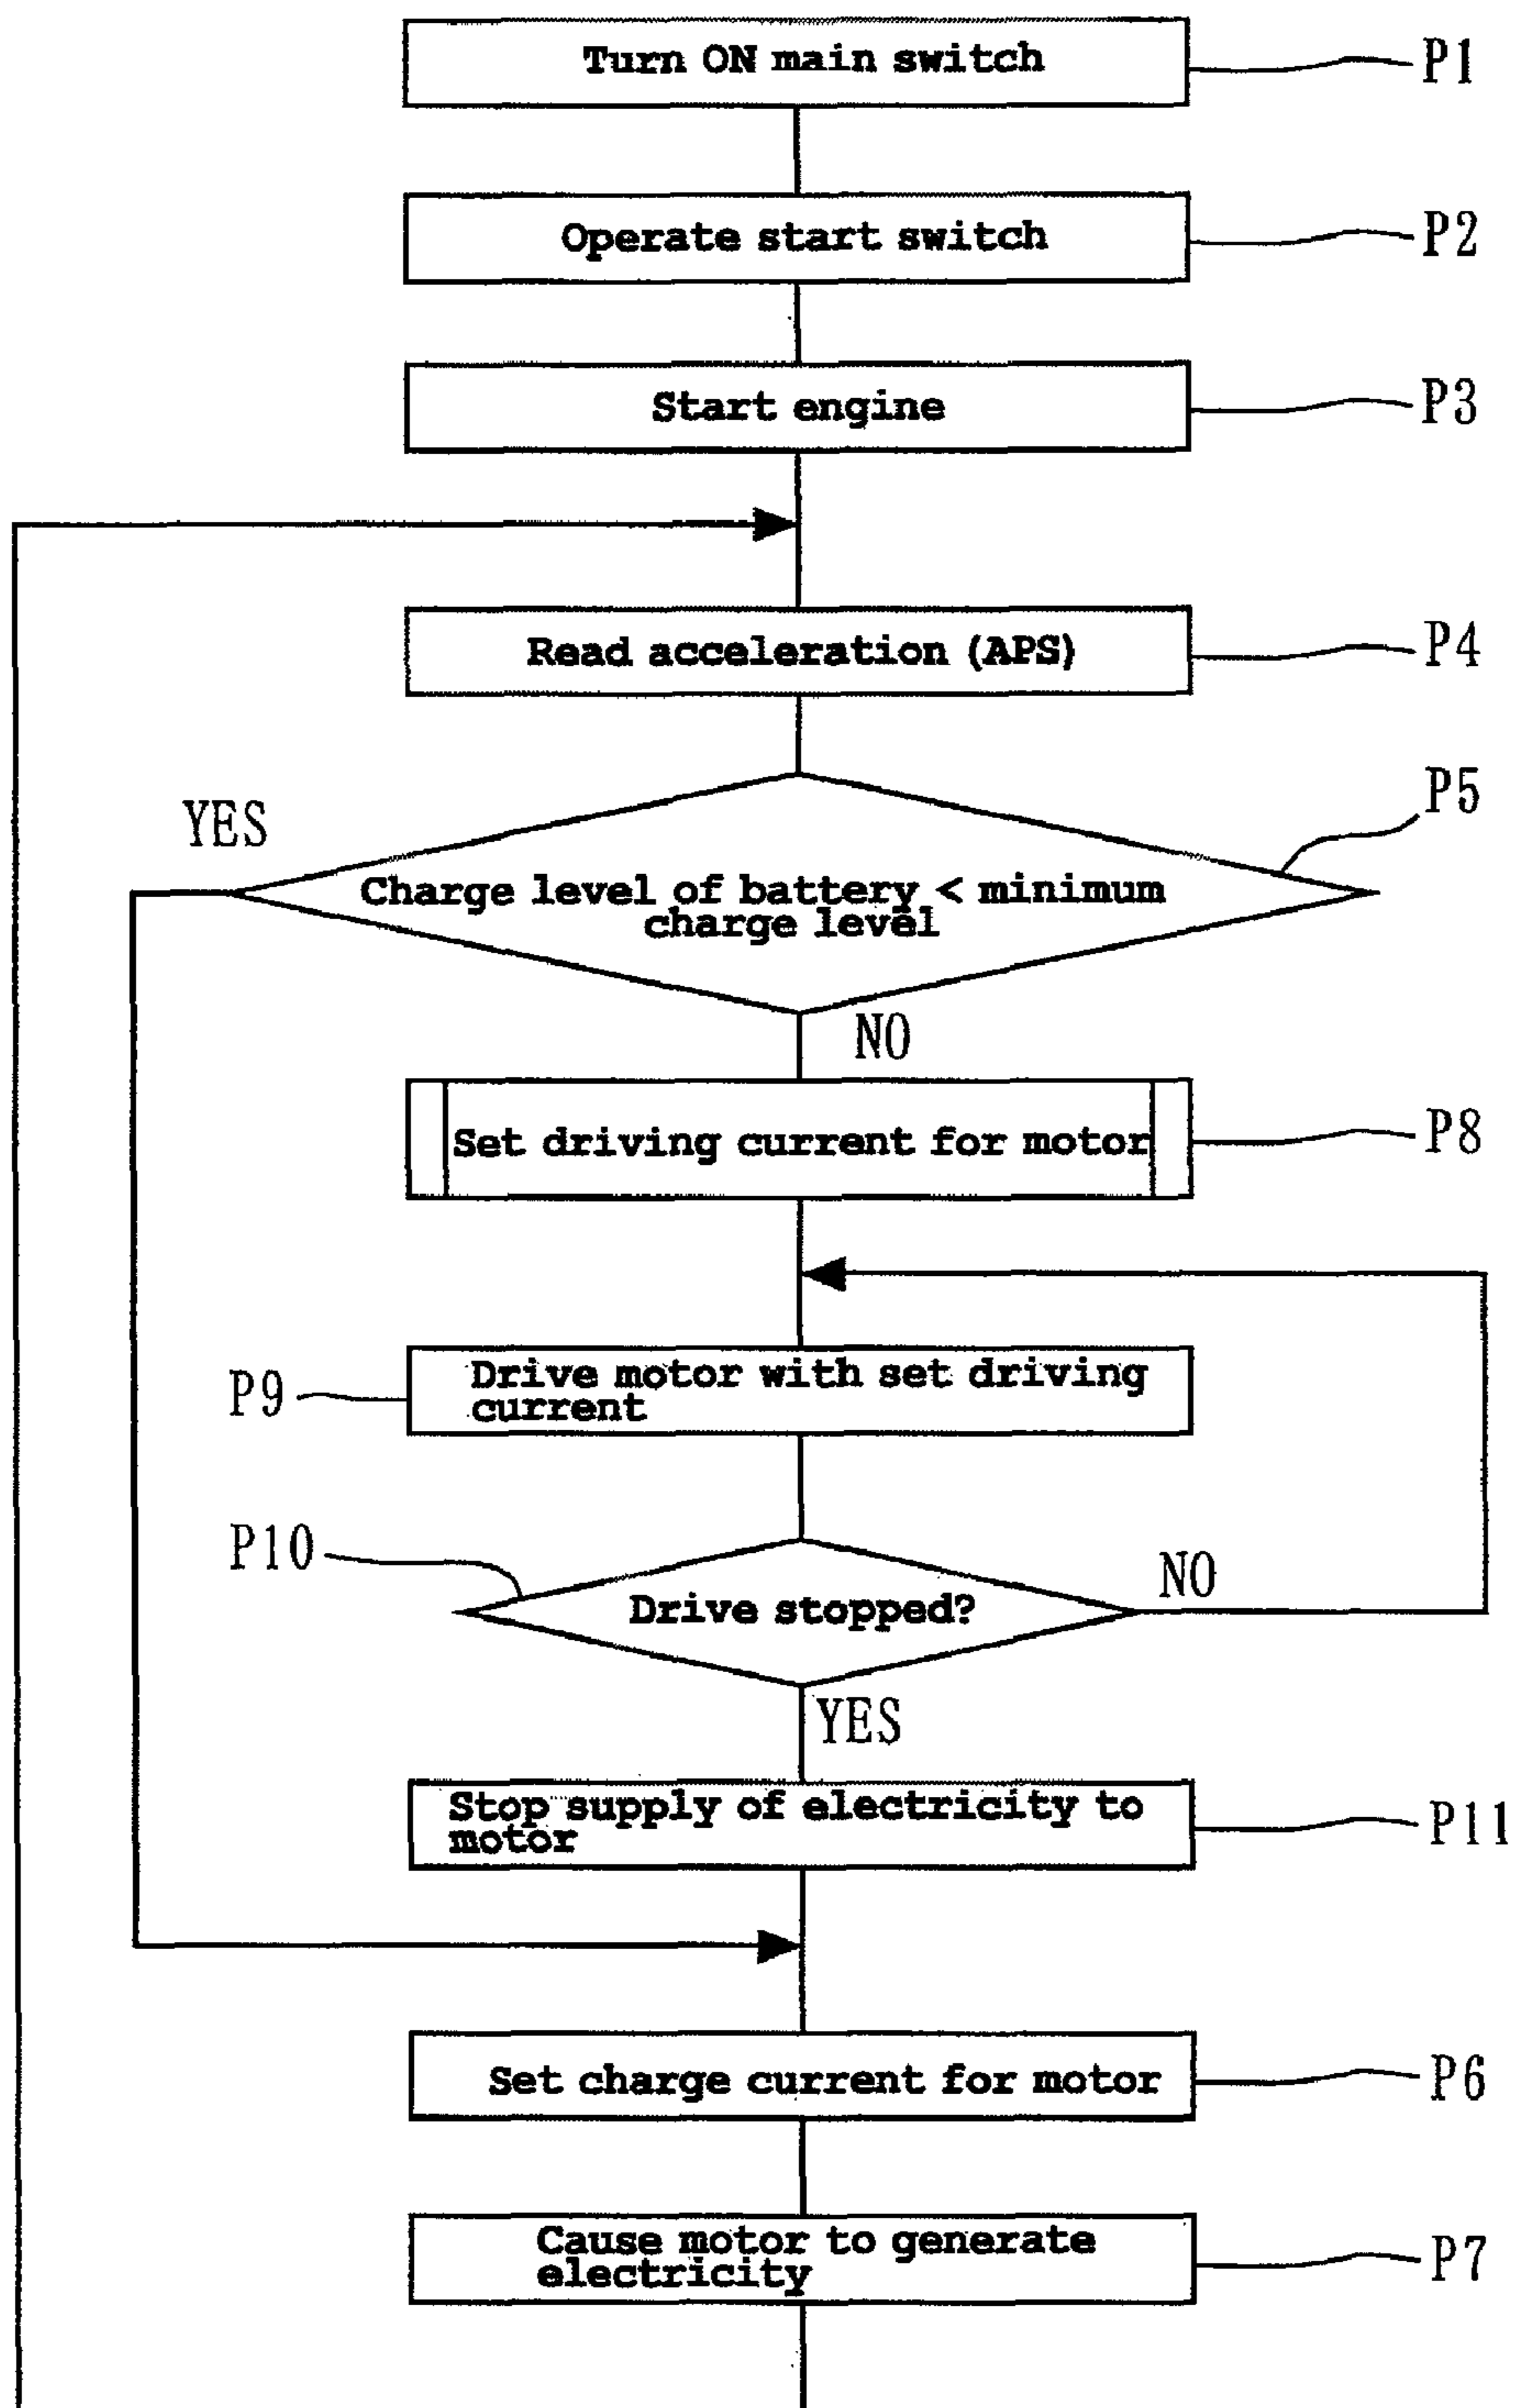 Turn ON main switch
P1
Operate start switch
P2
Start engine
P3
Read acceleration (APS)
P4
P5
YES
Charge level of battery < minimum
charge level
NO
Set driving current for motor
P8
P9
Drive motor with set driving
current
P10
NO
Drive stopped?
YES
Stop supply of electricity to
motor
P11
Set charge current for motor
P6
Cause motor to generate
electricity
P7